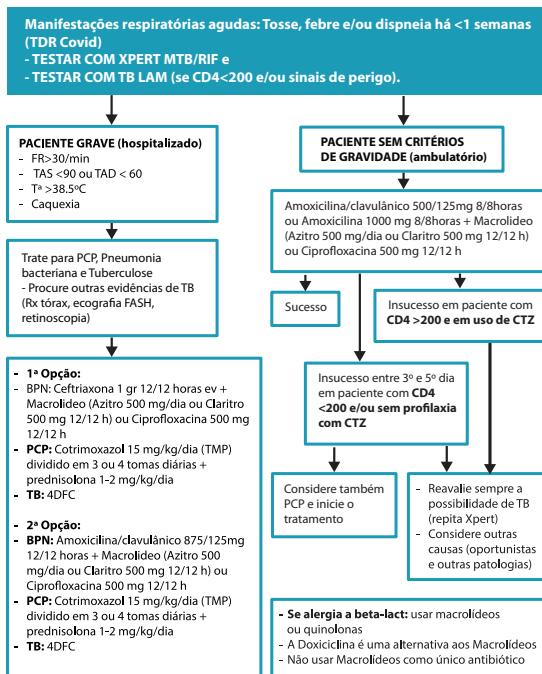 Manifestações respiratórias agudas: Tosse, febre e/ou dispneia há <1 semanas
(TDR Covid)
- TESTAR COM XPERT MTB/RIF e
- TESTAR COM TB LAM (se CD4<200 e/ou sinais de perigo).
PACIENTE GRAVE (hospitalizado)
- FR>30/min
- TAS <90 ou TAD < 60
- Tª >38.5ºC
- Caquexia
Trate para PCP, Pneumonia
bacteriana e Tuberculose
- Procure outras evidências de TB
(Rx tórax, ecografia FASH,
retinoscopia)
- 1ª Opção:
- BPN: Ceftriaxona 1 gr 12/12 horas ev +
Macrolideo (Azitro 500 mg/dia ou Claritro
500 mg 12/12 h) ou Ciprofloxacina 500 mg
12/12 h
- PCP: Cotrimoxazol 15 mg/kg/dia (TMP)
dividido em 3 ou 4 tomas diárias +
prednisolona 1-2 mg/kg/dia
- TB: 4DFC
- 2ª Opção:
- BPN: Amoxicilina/clavulânico 875/125mg
12/12 horas + Macrolideo (Azitro 500
mg/dia ou Claritro 500 mg 12/12 h) ou
Ciprofloxacina 500 mg 12/12 h
- PCP: Cotrimoxazol 15 mg/kg/dia (TMP)
dividido em 3 ou 4 tomas diárias +
prednisolona 1-2 mg/kg/dia
- TB: 4DFC
PACIENTE SEM CRITÉRIOS
DE GRAVIDADE (ambulatório)
Amoxicilina/clavulânico 500/125mg 8/8horas
ou Amoxicilina 1000 mg 8/8horas + Macrolideo
(Azitro 500 mg/dia ou Claritro 500 mg 12/12 h)
ou Ciprofloxacina 500 mg 12/12 h
Sucesso
Insucesso em paciente com
CD4 >200 e em uso de CTZ
Insucesso entre 3º e 5º dia
em paciente com CD4
<200 e/ou sem profilaxia
com CTZ
Considere também
PCP e inicie o
tratamento
- Reavalie sempre a
possibilidade de TB
(repita Xpert)
- Considere outras
causas (oportunistas
e outras patologias)
- Se alergia a beta-lact: usar macrolídeos
ou quinolonas
- A Doxiciclina é uma alternativa aos Macrolídeos
- Não usar Macrolídeos como único antibiótico